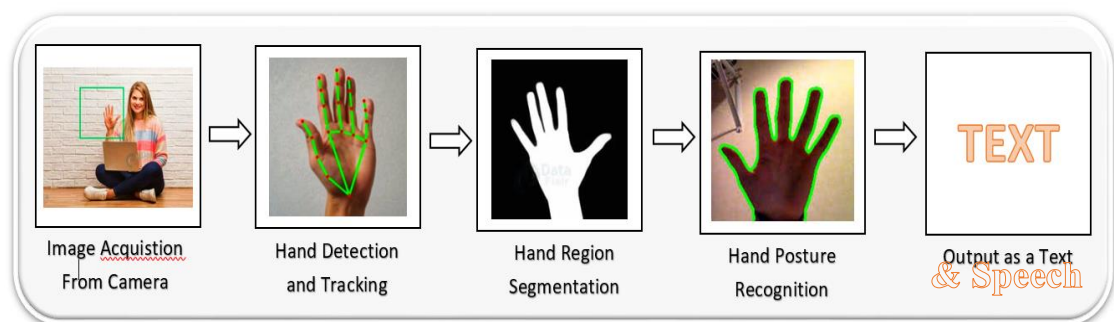 TEXT
Image Acquistion
From Camera
Hand Detection
and Tracking
Hand Region
Segmentation
Hand Posture
Recognition
Output as a Text
& Speech